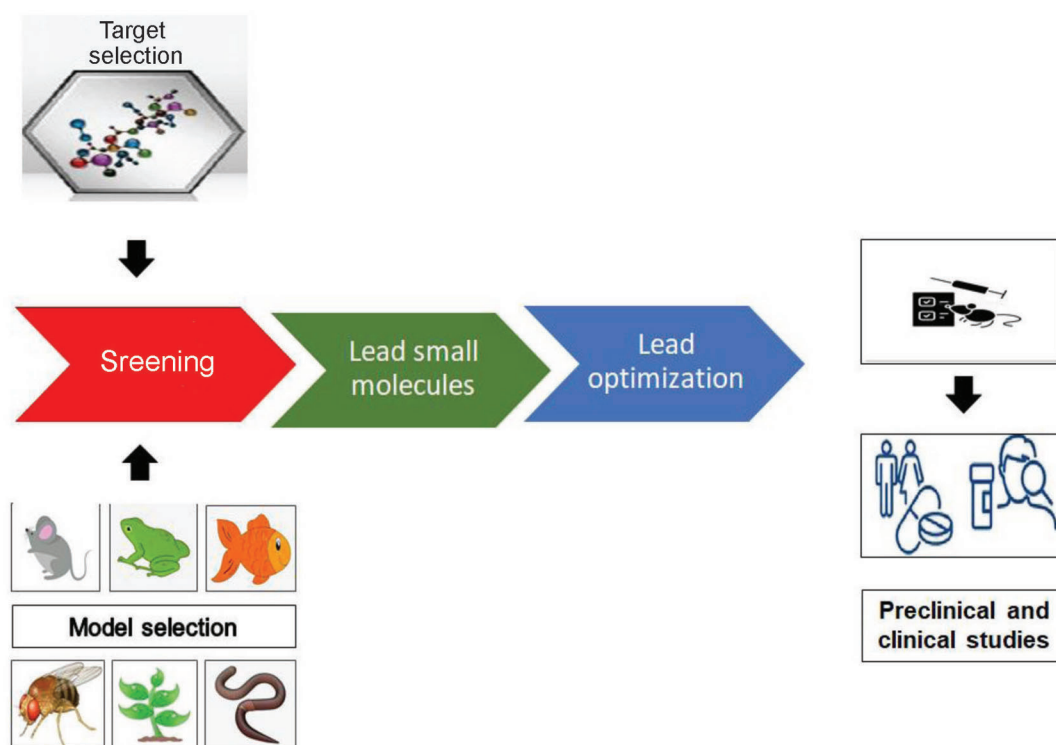 Target
selection
Sreening
Lead small
molecules
Lead
optimization
Model selection
Preclinical and
clinical studies